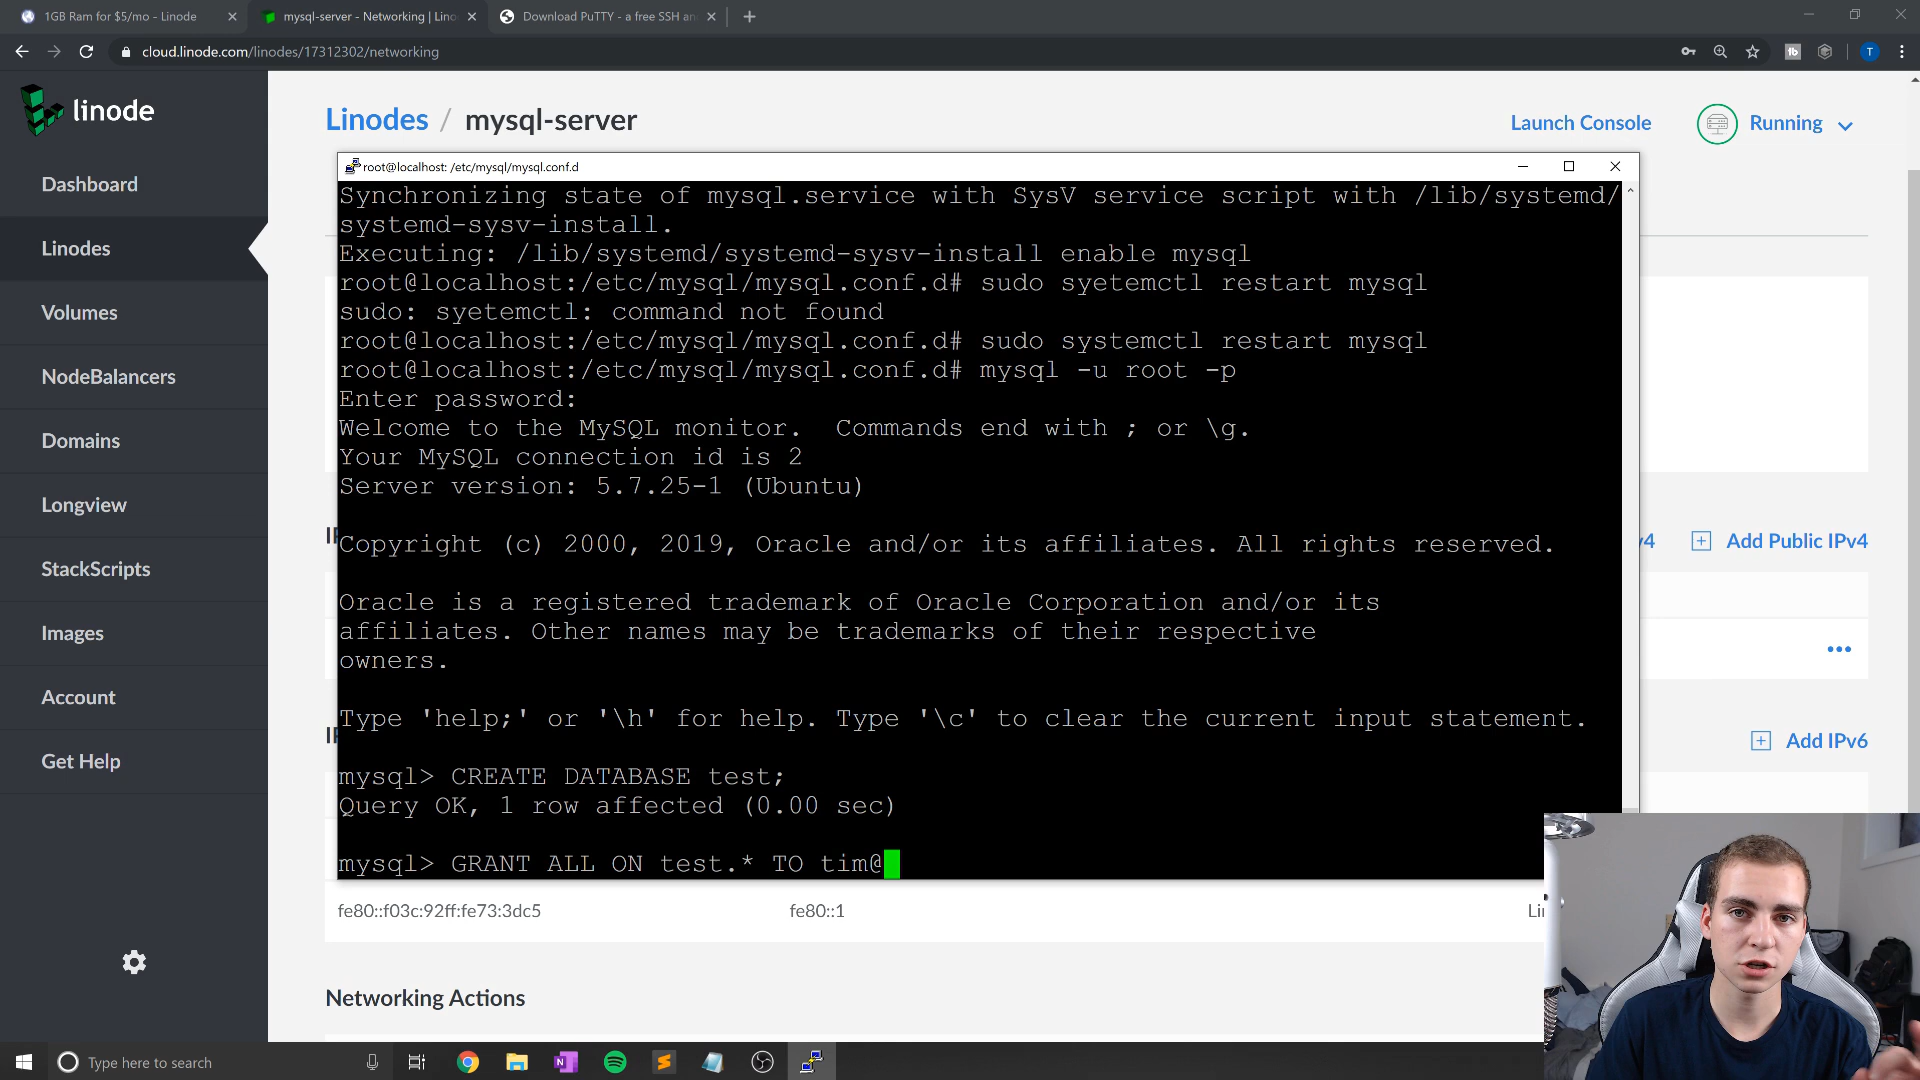 1GB Ram for $5/mo - Linode
mysql-server - Networking | Lino
Download PuTTY - a free SSH an
cloud.linode.com/linodes/17312302/networking
T
linode
Linodes / mysql-server
Launch Console
Running
Dashboard
Linodes
Volumes
NodeBalancers
Domains
Longview
StackScripts
Images
Account
Get Help
root@localhost: /etc/mysql/mysql.conf.d
Synchronizing state of mysql.service with SysV service script with /lib/systemd/
systemd-sysv-install.
Executing: /lib/systemd/systemd-sysv-install enable mysql
root@localhost:/etc/mysql/mysql.conf.d# sudo syetemctl restart mysql
sudo: syetemctl: command not found
root@localhost:/etc/mysql/mysql.conf.d# sudo systemctl restart mysql
root@localhost:/etc/mysql/mysql.conf.d# mysql -u root -p
Enter password:
Welcome to the MySQL monitor.  Commands end with ; or \g.
Your MySQL connection id is 2
Server version: 5.7.25-1 (Ubuntu)
Copyright (c) 2000, 2019, Oracle and/or its affiliates. All rights reserved.
Oracle is a registered trademark of Oracle Corporation and/or its
affiliates. Other names may be trademarks of their respective
owners.
Type 'help;' or '\h' for help. Type '\c' to clear the current input statement.
mysql> CREATE DATABASE test;
Query OK, 1 row affected (0.00 sec)
mysql> GRANT ALL ON test.* TO tim@
v4
Add Public IPv4
Add IPv6
fe80::f03c:92ff:fe73:3dc5
fe80::1
Li
Networking Actions
Type here to search